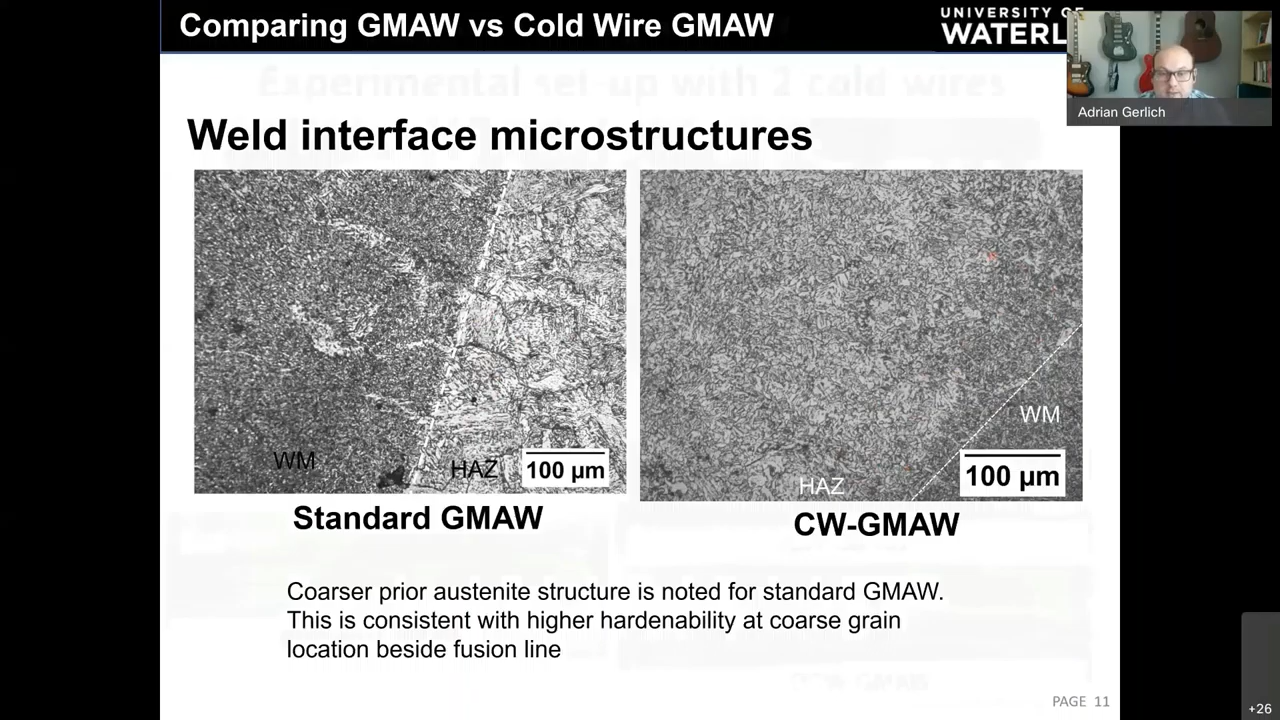 Comparing GMAW vs Cold Wire GMAW
UNIVERSITY OF
WATERL
Adrian Gerlich
Experimental set-up with 2 cold wires
Weld interface microstructures
WM
HAZ
100 µm
HAZ
WM
100 µm
Standard GMAW
CW-GMAW
Coarser prior austenite structure is noted for standard GMAW.
This is consistent with higher hardenability at coarse grain
location beside fusion line
PAGE 11
+26